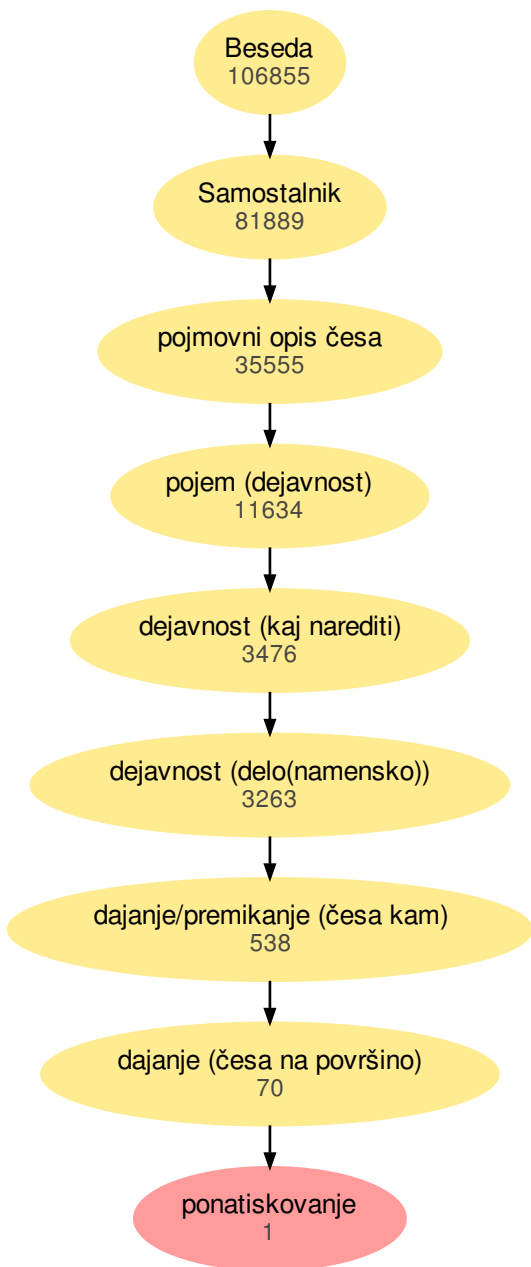 Beseda
106855
Samostalnik
81889
pojmovni opis česa
35555
pojem (dejavnost)
11634
dejavnost (kaj narediti)
3476
dejavnost (delo(namensko))
3263
dajanje/premikanje (česa kam)
538
dajanje (česa na površino)
70
ponatiskovanje
1